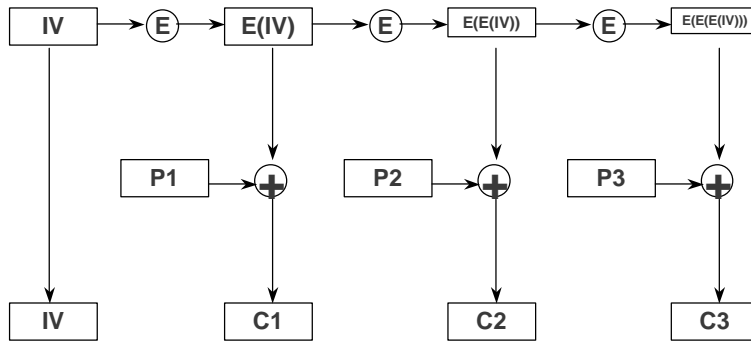 IV E E(IV) E E(E(IV)) E E(E(E(IV)))
P1 + P2 + P3 +
IV C1 C2 C3